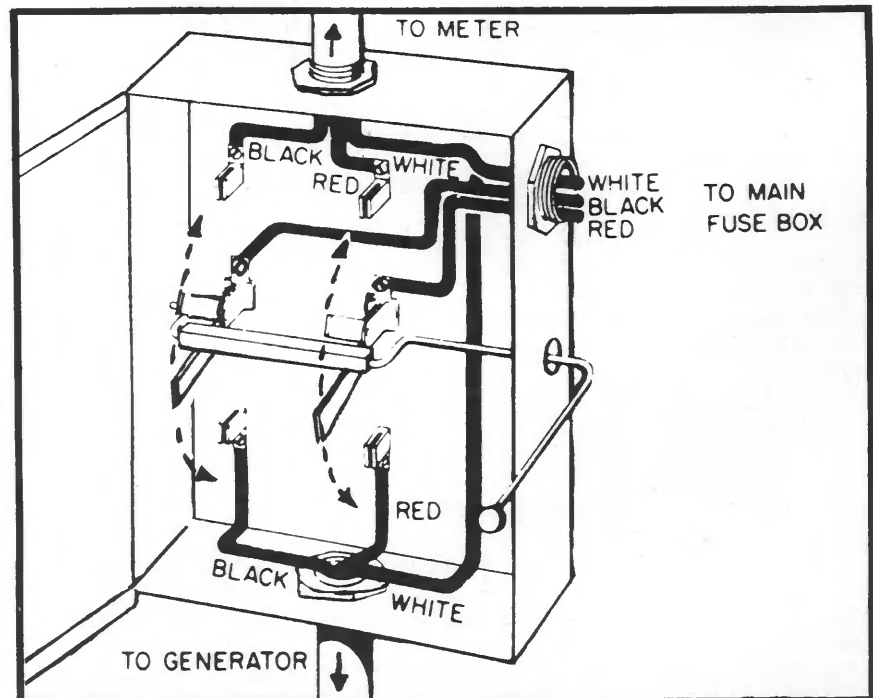 TO METER
BLACK
WHITE
RED
WHITE
BLACK
RED
TO MAIN
FUSE BOX
RED
BLACK
WHITE
TO GENERATOR